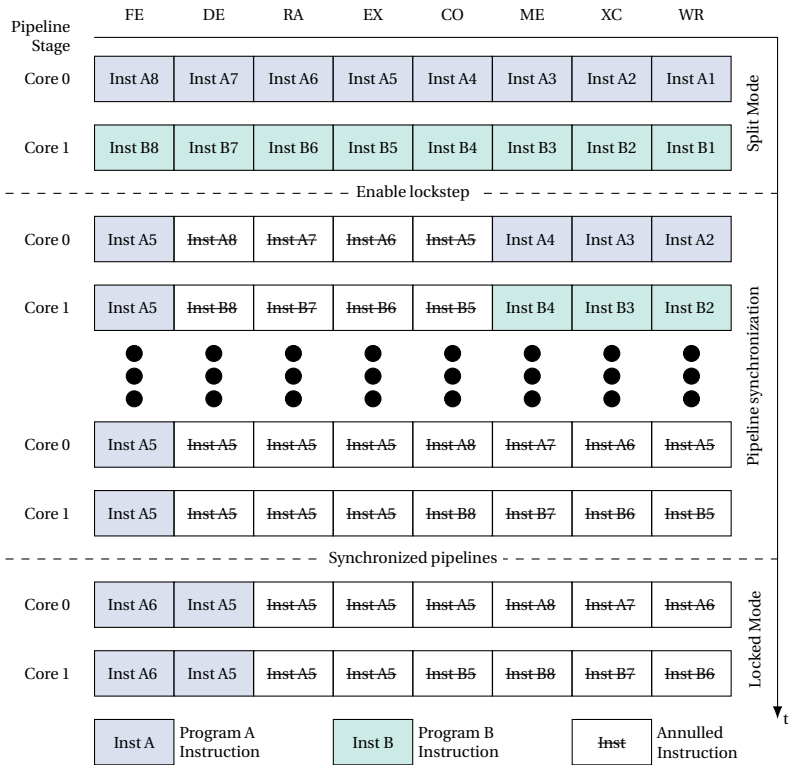 FE DE RA EX CO ME XC WR
Pipeline
Stage
Core 0 Inst A8 Inst A7 Inst A6 Inst A5 Inst A4 Inst A3 Inst A2 Inst A1
Core 1 Inst B8 Inst B7 Inst B6 Inst B5 Inst B4 Inst B3 Inst B2 Inst B1
Split Mode
Enable lockstep
Core 0 Inst A5 Inst A8 Inst A7 Inst A6 Inst A5 Inst A4 Inst A3 Inst A2
Core 1 Inst A5 Inst B8 Inst B7 Inst B6 Inst B5 Inst B4 Inst B3 Inst B2
Pipeline synchronization
Core 0 Inst A5 Inst A5 Inst A5 Inst A5 Inst A8 Inst A7 Inst A6 Inst A5
Core 1 Inst A5 Inst A5 Inst A5 Inst A5 Inst B8 Inst B7 Inst B6 Inst B5
Synchronized pipelines
Core 0 Inst A6 Inst A5 Inst A5 Inst A5 Inst A5 Inst A8 Inst A7 Inst A6
Core 1 Inst A6 Inst A5 Inst A5 Inst A5 Inst B5 Inst B8 Inst B7 Inst B6
Locked Mode
t
Inst A Program A
Instruction
Inst B Program B
Instruction
Inst Annulled
Instruction